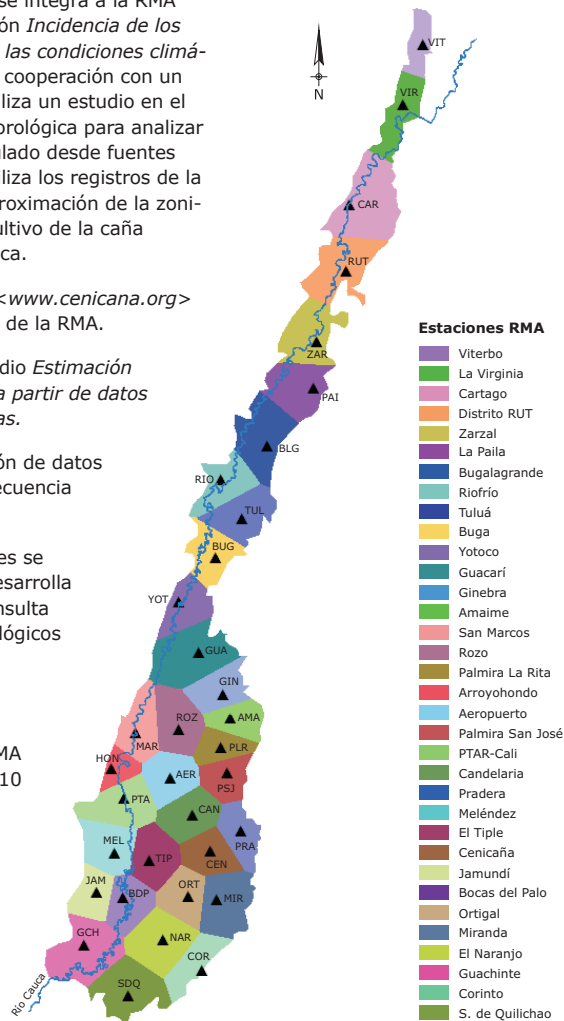 se integra a la RMA
ón Incidencia de los
las condiciones climá-
cooperación con un
liza un estudio en el
orológica para analizar
ulado desde fuentes
iliza los registros de la
roximación de la zoni-
ultivo de la caña
ica.
<www.cenicana.org>
de la RMA.
dio Estimación
a partir de datos
as.
ón de datos
ecuencia
es se
esarrolla
nsulta
lógicos
MA
10
N
VIT
VIR
CAR
RUT
ZAR
PAI
BLG
RIO
TUL
BUG
YOT
GUA
GIN
AMA
ROZ
MAR
PLR
HON
AER
PSJ
PTA
CAN
PRA
MEL
TIP
CEN
JAM
BDP
ORT
MIR
GCH
NAR
COR
SDQ
Río Cauca
Estaciones RMA
Viterbo
La Virginia
Cartago
Distrito RUT
Zarzal
La Paila
Bugalagrande
Riofrío
Tuluá
Buga
Yotoco
Guacarí
Ginebra
Amaime
San Marcos
Rozo
Palmira La Rita
Arroyohondo
Aeropuerto
Palmira San José
PTAR-Cali
Candelaria
Pradera
Meléndez
El Tiple
Cenicaña
Jamundí
Bocas del Palo
Ortigal
Miranda
El Naranjo
Guachinte
Corinto
S. de Quilichao